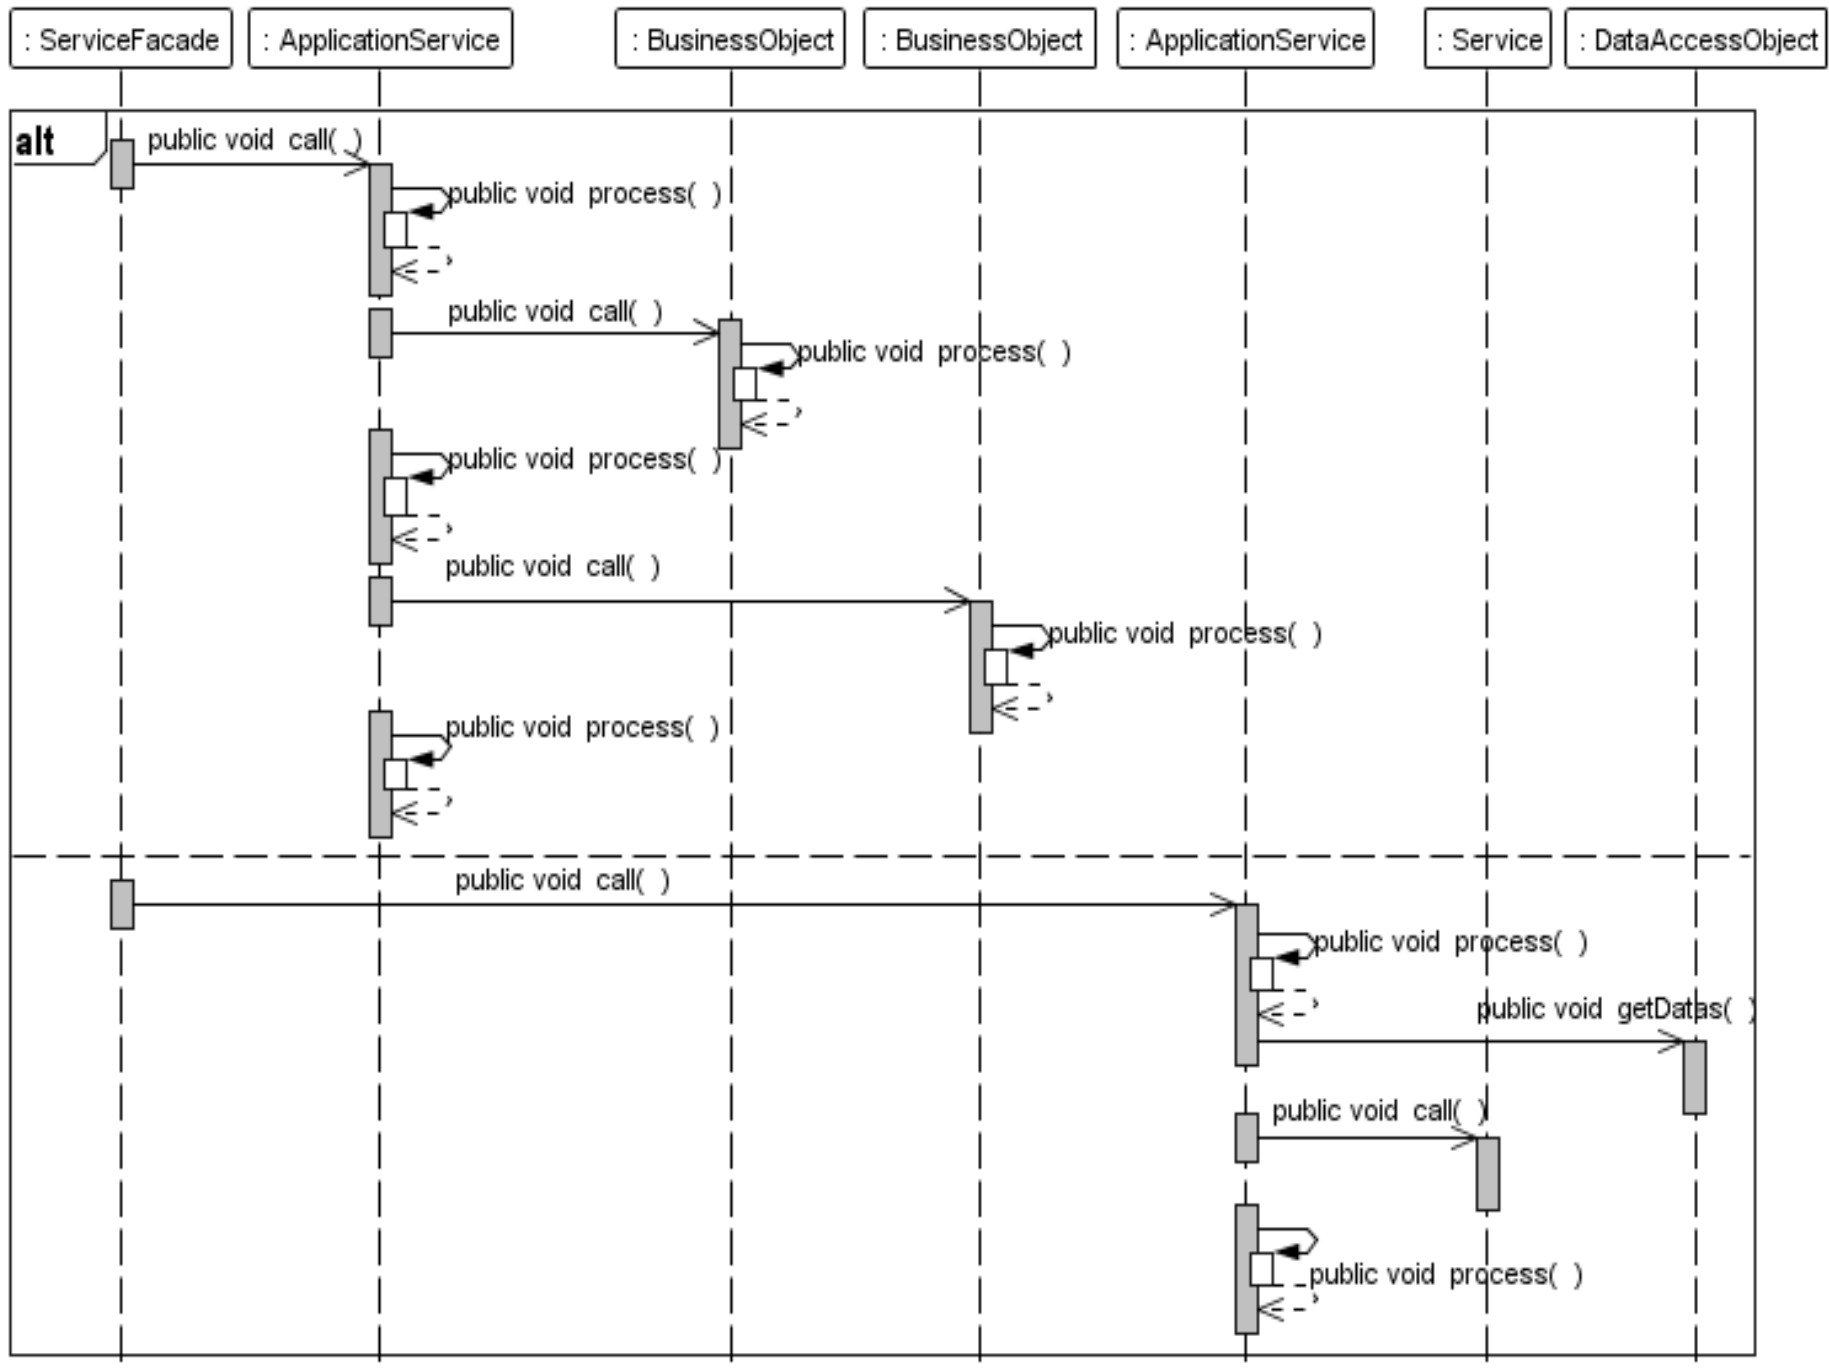 : ServiceFacade : ApplicationService : BusinessObject : BusinessObject : ApplicationService : Service : DataAccessObject
alt
public void call( )
public void process( )
public void call( )
public void process( )
public void process( )
public void call( )
public void process( )
public void process( )
public void call( )
public void process( )
public void getDatas( )
public void call( )
public void process( )